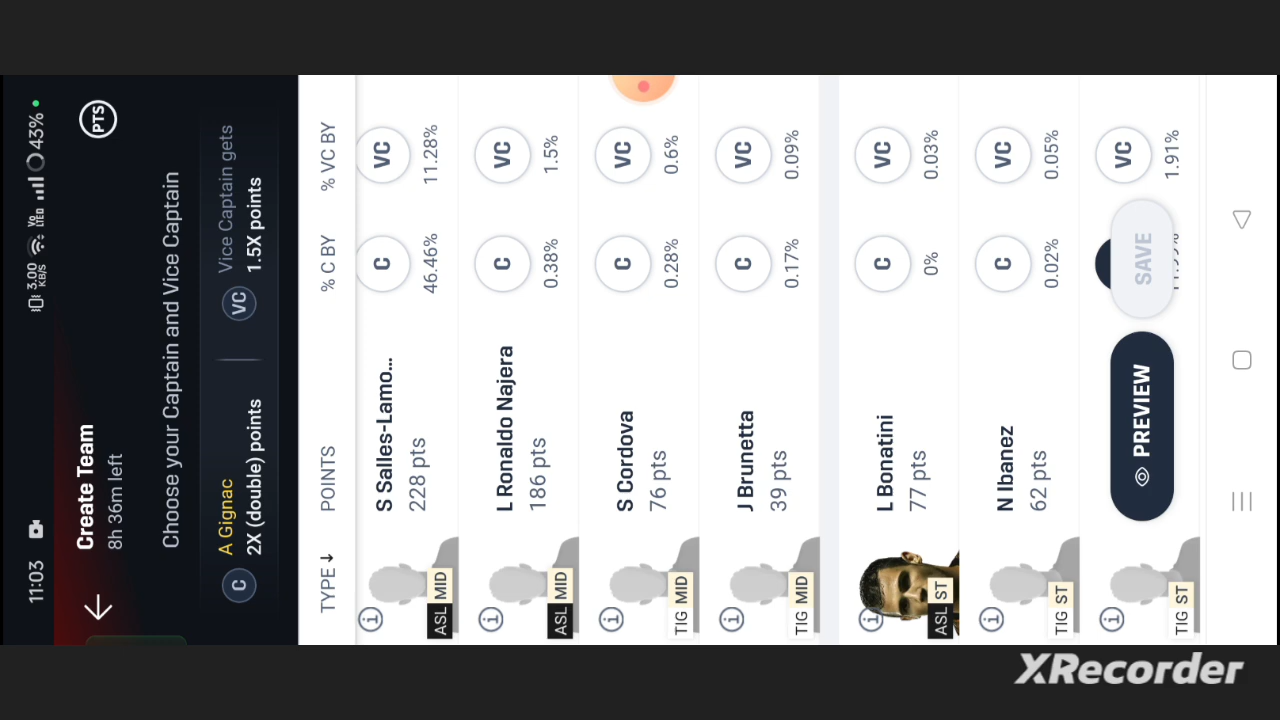 11:03
3.00 KB/S
Vo LTED
43%
Create Team
8h 36m left
PTS
Choose your Captain and Vice Captain
C
A Gignac
2X (double) points
VC
Vice Captain gets
1.5X points
TYPE ↓
POINTS
% C BY
% VC BY
ASL MID
S Salles-Lamo...
228 pts
C
46.46%
VC
11.28%
ASL MID
L Ronaldo Najera
186 pts
C
0.38%
VC
1.5%
TIG MID
S Cordova
76 pts
C
0.28%
VC
0.6%
TIG MID
J Brunetta
39 pts
C
0.17%
VC
0.09%
ASL ST
L Bonatini
77 pts
C
0%
VC
0.03%
TIG ST
N Ibanez
62 pts
C
0.02%
VC
0.05%
TIG ST
VC
1.91%
PREVIEW
SAVE
XRecorder